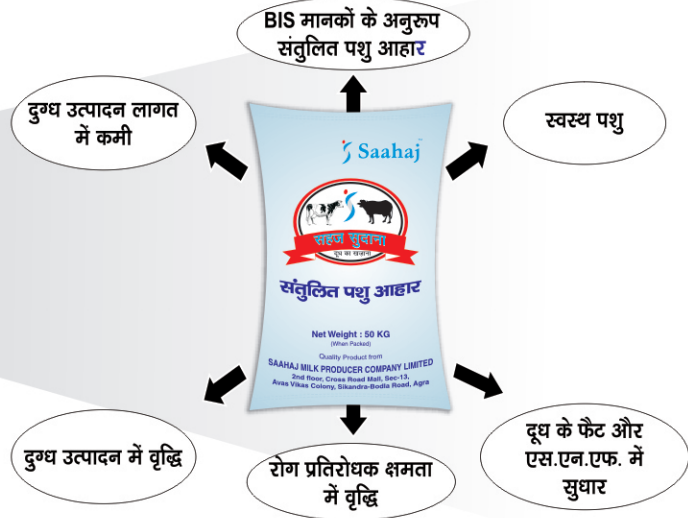 BIS मानकों के अनुरूप
संतुलित पशु आहार
दुग्ध उत्पादन लागत
में कमी
स्वस्थ पशु
Saahaj
सहज सुदाना
दूध का खज़ाना
संतुलित पशु आहार
Net Weight : 50 KG
(When Packed)
Quality Product from
SAAHAJ MILK PRODUCER COMPANY LIMITED
2nd floor, Cross Road Mall, Sec-13,
Avas Vikas Colony, Sikandra-Bodla Road, Agra
दुग्ध उत्पादन में वृद्धि
रोग प्रतिरोधक क्षमता
में वृद्धि
दूध के फैट और
एस.एन.एफ. में
सुधार